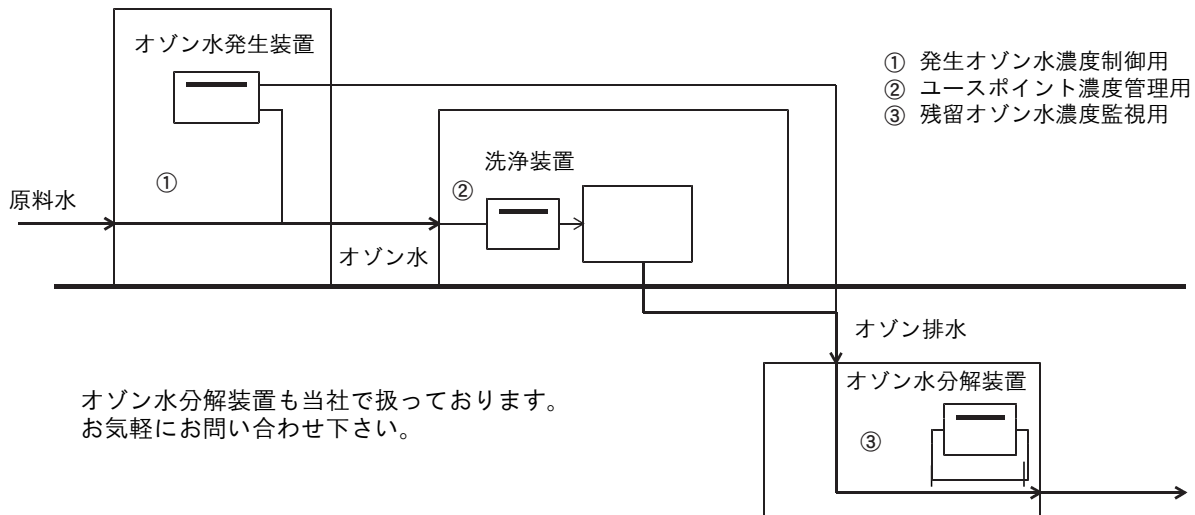 オゾン水発生装置
① 発生オゾン水濃度制御用
② ユースポイント濃度管理用
③ 残留オゾン水濃度監視用
洗浄装置
①
②
原料水
オゾン水
オゾン排水
オゾン水分解装置
オゾン水分解装置も当社で扱っております。
お気軽にお問い合わせ下さい。
③